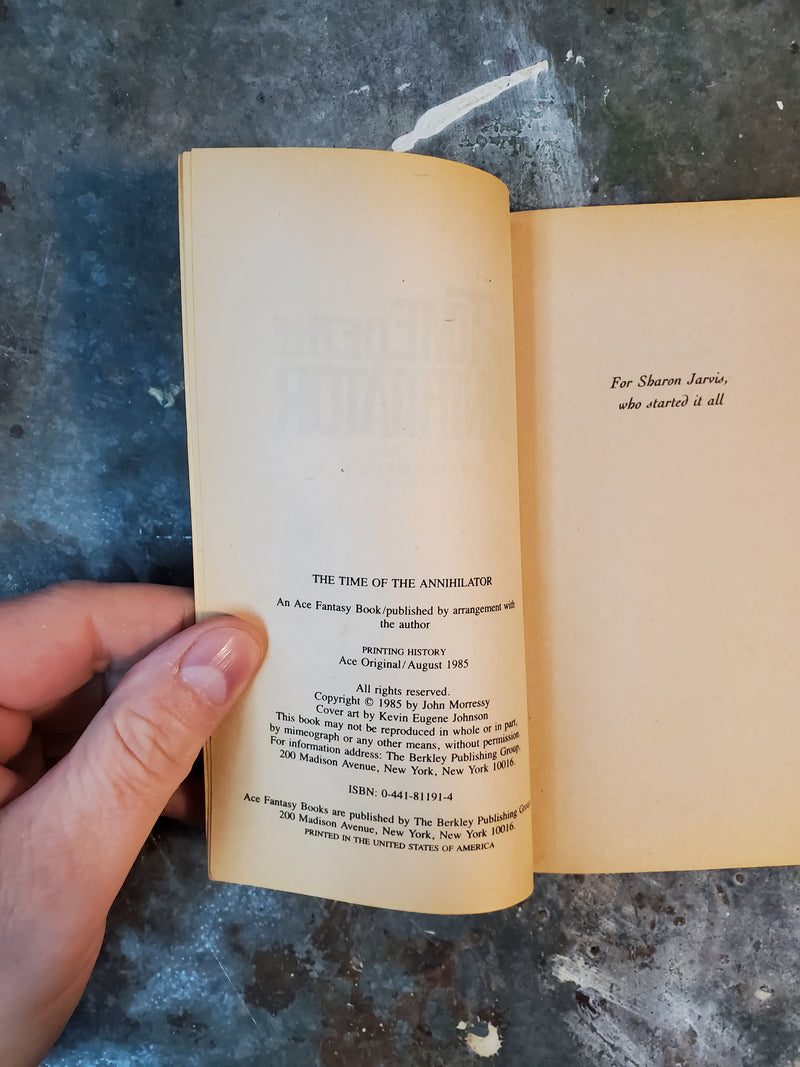 THE TIME OF THE ANNIHILATOR
An Ace Fantasy Book/published by arrangement with
the author
PRINTING HISTORY
Ace Original/August 1985
All rights reserved.
Copyright © 1985 by John Morressy
Cover art by Kevin Eugene Johnson
This book may not be reproduced in whole or in part,
by mimeograph or any other means, without permission.
For information address: The Berkley Publishing Group,
200 Madison Avenue, New York, New York 10016.
ISBN: 0-441-81191-4
Ace Fantasy Books are published by The Berkley Publishing Group
200 Madison Avenue, New York, New York 10016.
PRINTED IN THE UNITED STATES OF AMERICA
For Sharon Jarvis,
who started it all